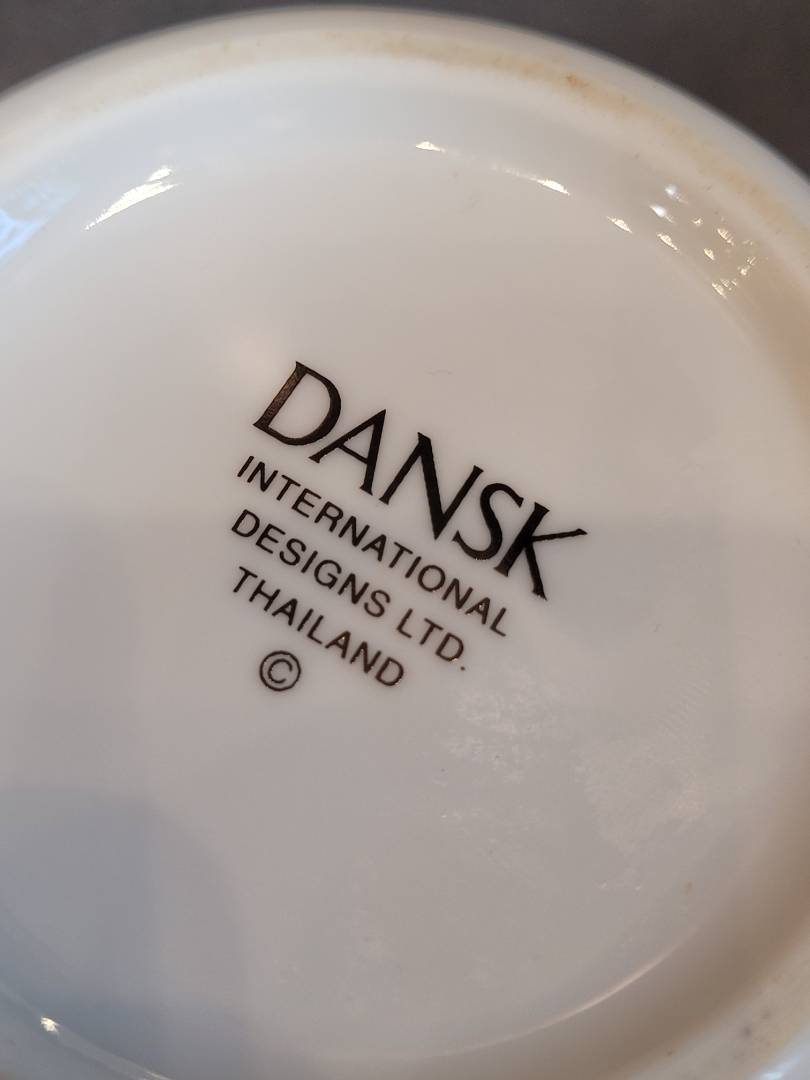 DANSK
INTERNATIONAL
DESIGNS LTD.
THAILAND
©